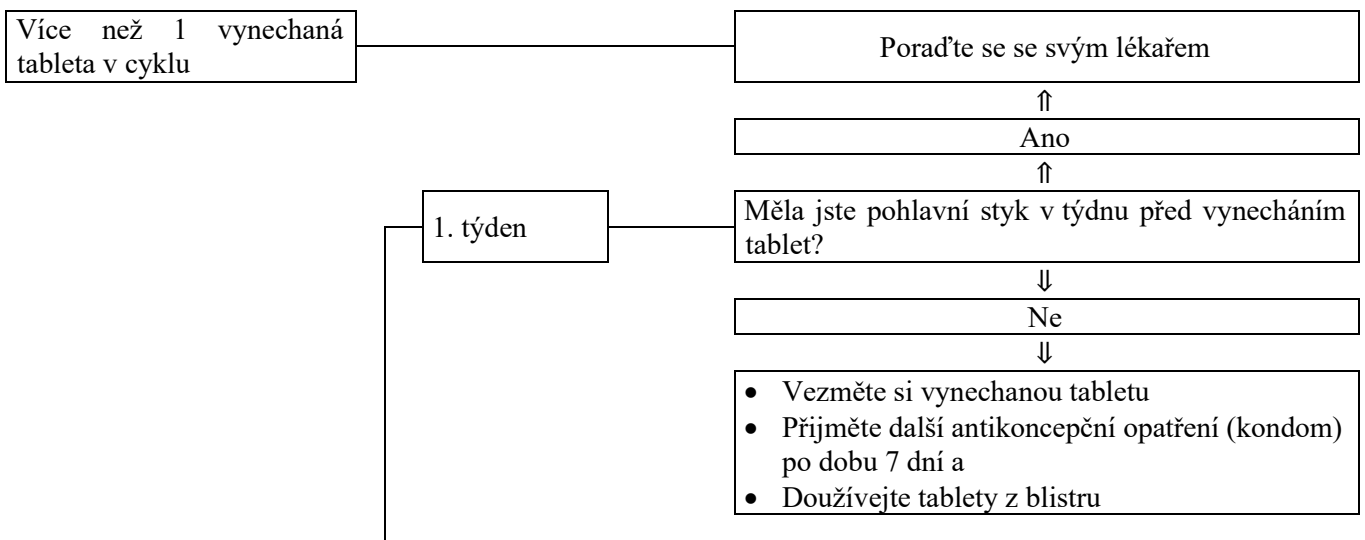 Více než 1 vynechaná
tableta v cyklu
Poraďte se se svým lékařem
⇑
Ano
⇑
1. týden
Měla jste pohlavní styk v týdnu před vynecháním
tablet?
⇓
Ne
⇓
• Vezměte si vynechanou tabletu
• Přijměte další antikoncepční opatření (kondom)
po dobu 7 dní a
• Doužívejte tablety z blistru